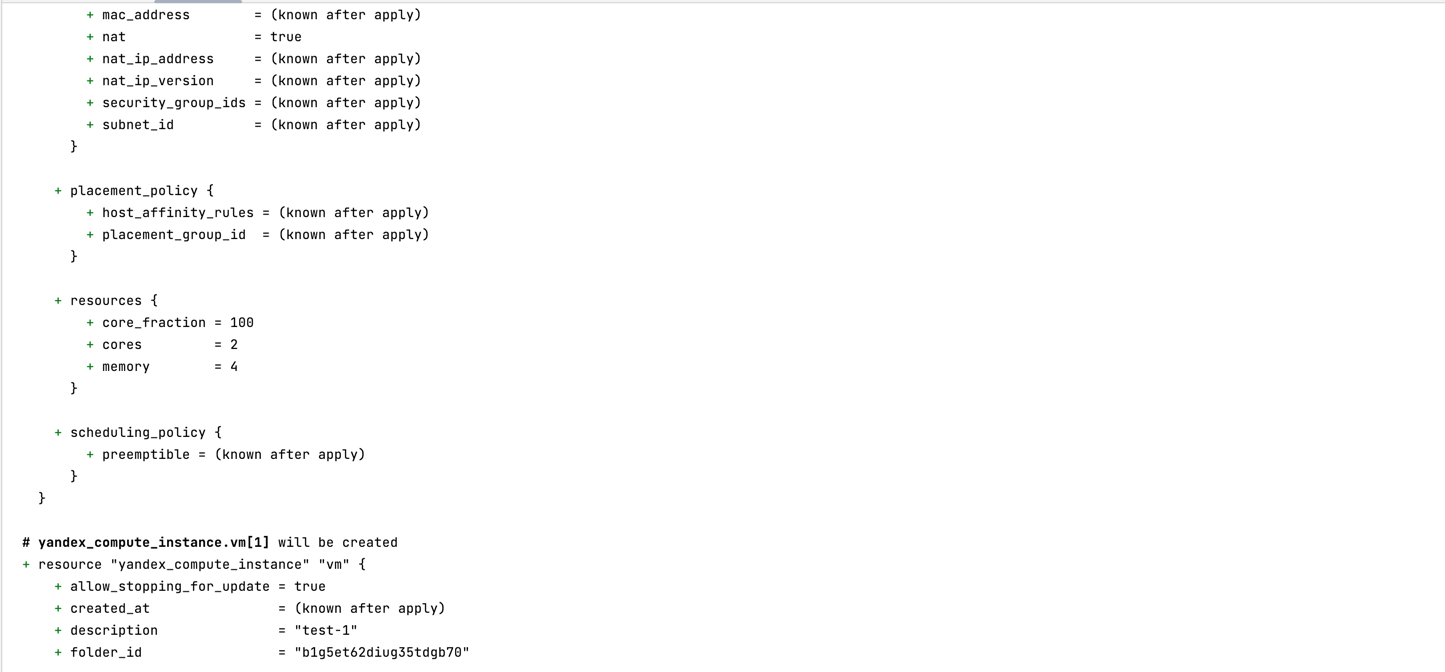 + mac_address        = (known after apply)
+ nat                = true
+ nat_ip_address     = (known after apply)
+ nat_ip_version     = (known after apply)
+ security_group_ids = (known after apply)
+ subnet_id          = (known after apply)
}
+ placement_policy {
+ host_affinity_rules = (known after apply)
+ placement_group_id  = (known after apply)
}
+ resources {
+ core_fraction = 100
+ cores         = 2
+ memory        = 4
}
+ scheduling_policy {
+ preemptible = (known after apply)
}
}
# yandex_compute_instance.vm[1] will be created
+ resource "yandex_compute_instance" "vm" {
+ allow_stopping_for_update = true
+ created_at                = (known after apply)
+ description               = "test-1"
+ folder_id                 = "b1g5et62diug35tdgb70"